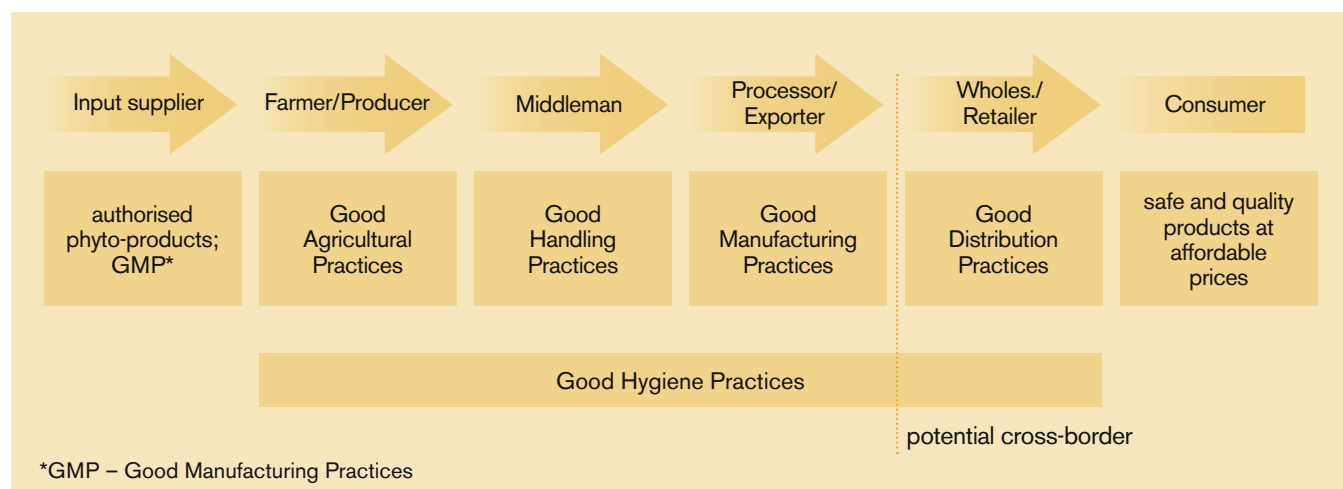 Input supplier
Farmer/Producer
Middleman
Processor/
Exporter
Wholes./
Retailer
Consumer
authorised
phyto-products;
GMP*
Good
Agricultural
Practices
Good
Handling
Practices
Good
Manufacturing
Practices
Good
Distribution
Practices
safe and quality
products at
affordable
prices
Good Hygiene Practices
potential cross-border
*GMP – Good Manufacturing Practices